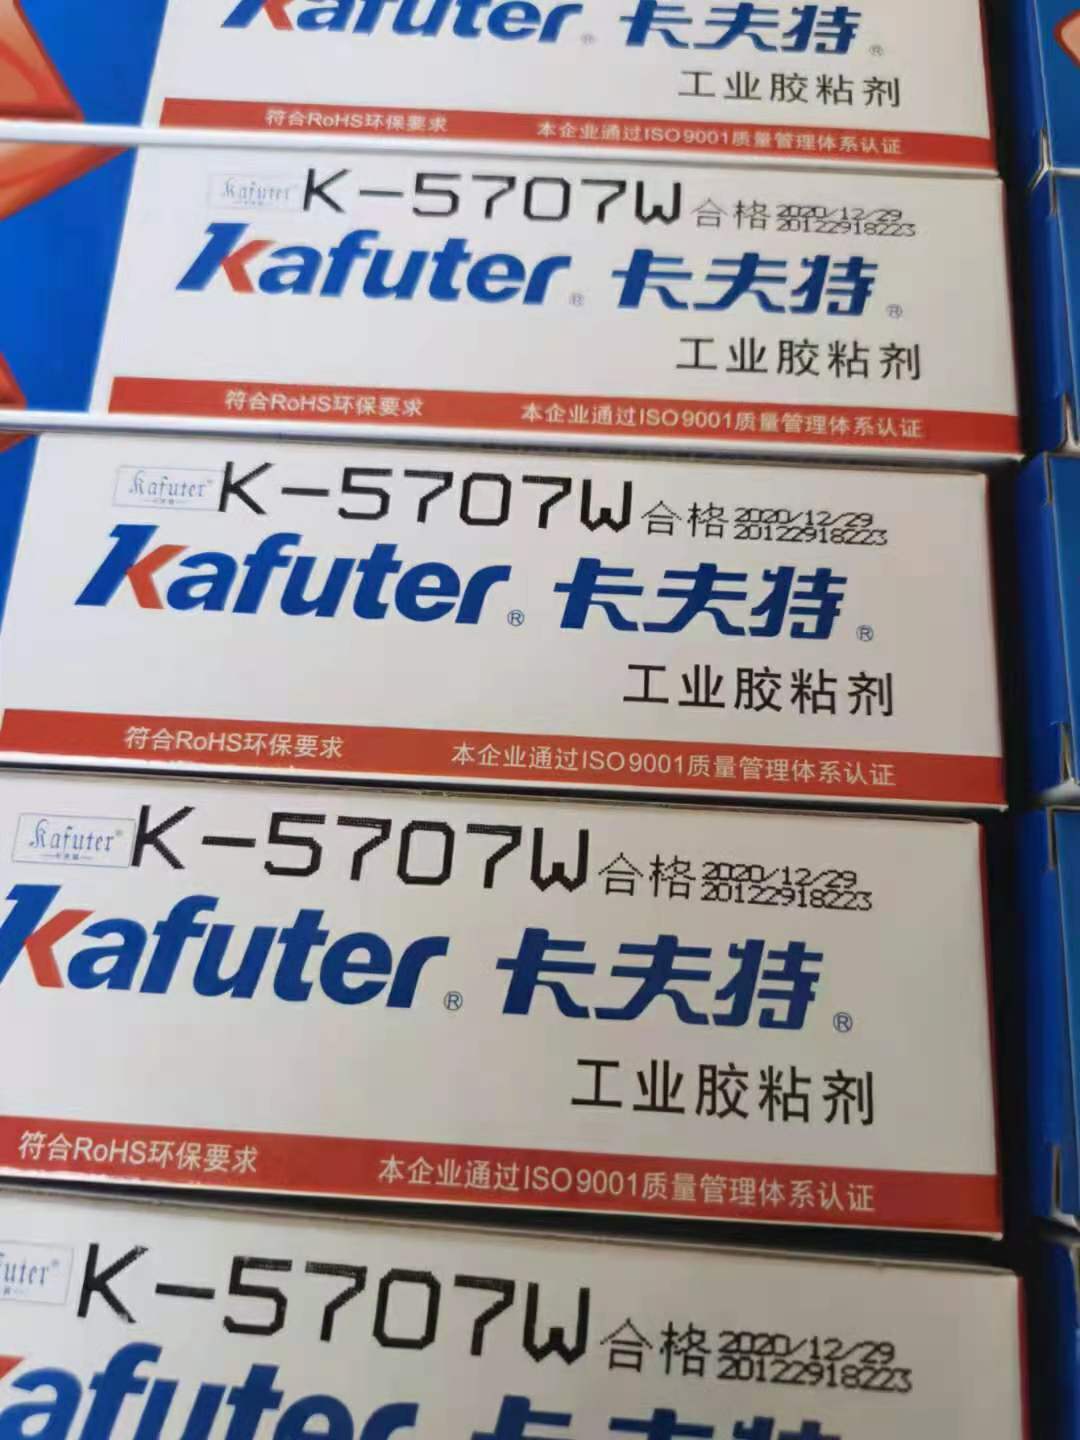 Kafuter® 卡夫特®
工业胶粘剂
符合RoHS环保要求 本企业通过ISO9001质量管理体系认证
Kafuter® K-5707W 合格 2020/12/29
20122918223
Kafuter® 卡夫特®
工业胶粘剂
符合RoHS环保要求 本企业通过ISO9001质量管理体系认证
Kafuter® K-5707W 合格 2020/12/29
20122918223
Kafuter® 卡夫特®
工业胶粘剂
符合RoHS环保要求 本企业通过ISO9001质量管理体系认证
Kafuter® K-5707W 合格 2020/12/29
20122918223
Kafuter® 卡夫特®
工业胶粘剂
符合RoHS环保要求 本企业通过ISO9001质量管理体系认证
futer® K-5707W 合格 2020/12/29
20122918223
afuter 卡夫特